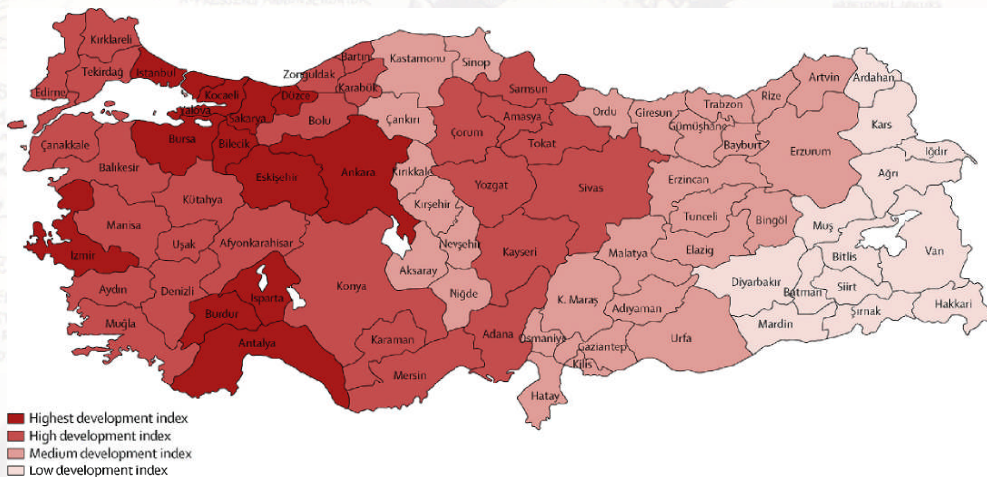 Kırklareli
Tekirdağ
Edirne
İstanbul
Kocaeli
Yalova
Sakarya
Düzce
Zonguldak
Bartın
Karabük
Kastamonu
Sinop
Bolu
Çankırı
Samsun
Amasya
Çorum
Tokat
Ordu
Giresun
Trabzon
Gümüşhane
Bayburt
Rize
Artvin
Ardahan
Kars
Iğdır
Ağrı
Erzurum
Erzincan
Çanakkale
Balıkesir
Bursa
Bilecik
Eskişehir
Ankara
Kırıkkale
Kırşehir
Yozgat
Sivas
Tunceli
Bingöl
Muş
Bitlis
Van
Kütahya
Manisa
İzmir
Uşak
Afyonkarahisar
Aydın
Denizli
Muğla
Burdur
Isparta
Antalya
Konya
Aksaray
Nevşehir
Niğde
Kayseri
Malatya
Elazig
Diyarbakır
Batman
Siirt
Şırnak
Hakkari
Mardin
Karaman
Mersin
Adana
Osmaniye
K. Maraş
Adıyaman
Gaziantep
Kilis
Hatay
Urfa
Highest development index
High development index
Medium development index
Low development index